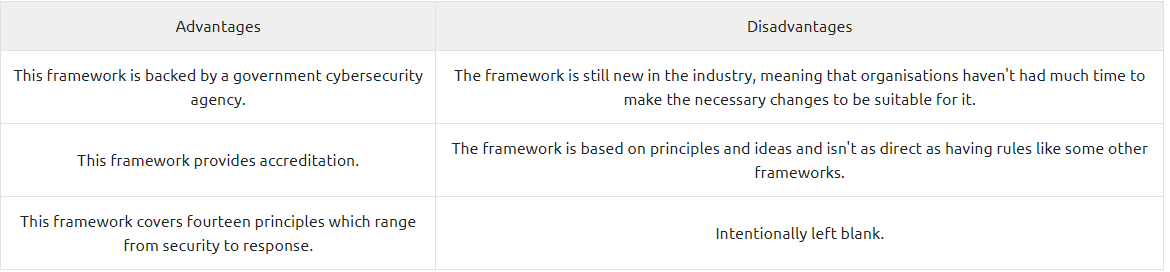 Advantages
Disadvantages
This framework is backed by a government cybersecurity
agency.
The framework is still new in the industry, meaning that organisations haven't had much time to
make the necessary changes to be suitable for it.
This framework provides accreditation.
The framework is based on principles and ideas and isn't as direct as having rules like some other
frameworks.
This framework covers fourteen principles which range
from security to response.
Intentionally left blank.